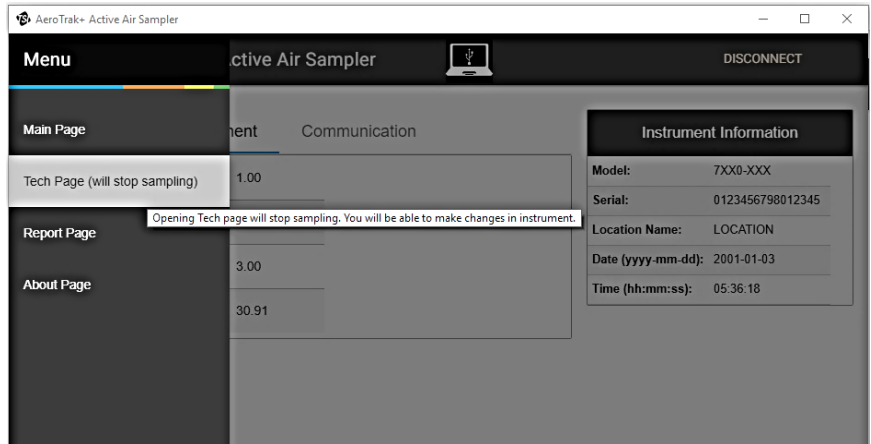 AeroTrak+ Active Air Sampler
Menu
ctive Air Sampler
DISCONNECT
Main Page
Tech Page (will stop sampling)
Opening Tech page will stop sampling. You will be able to make changes in instrument.
Report Page
About Page
Communication
1.00
3.00
30.91
Instrument Information
Model: 7XX0-XXX
Serial: 0123456798012345
Location Name: LOCATION
Date (yyyy-mm-dd): 2001-01-03
Time (hh:mm:ss): 05:36:18